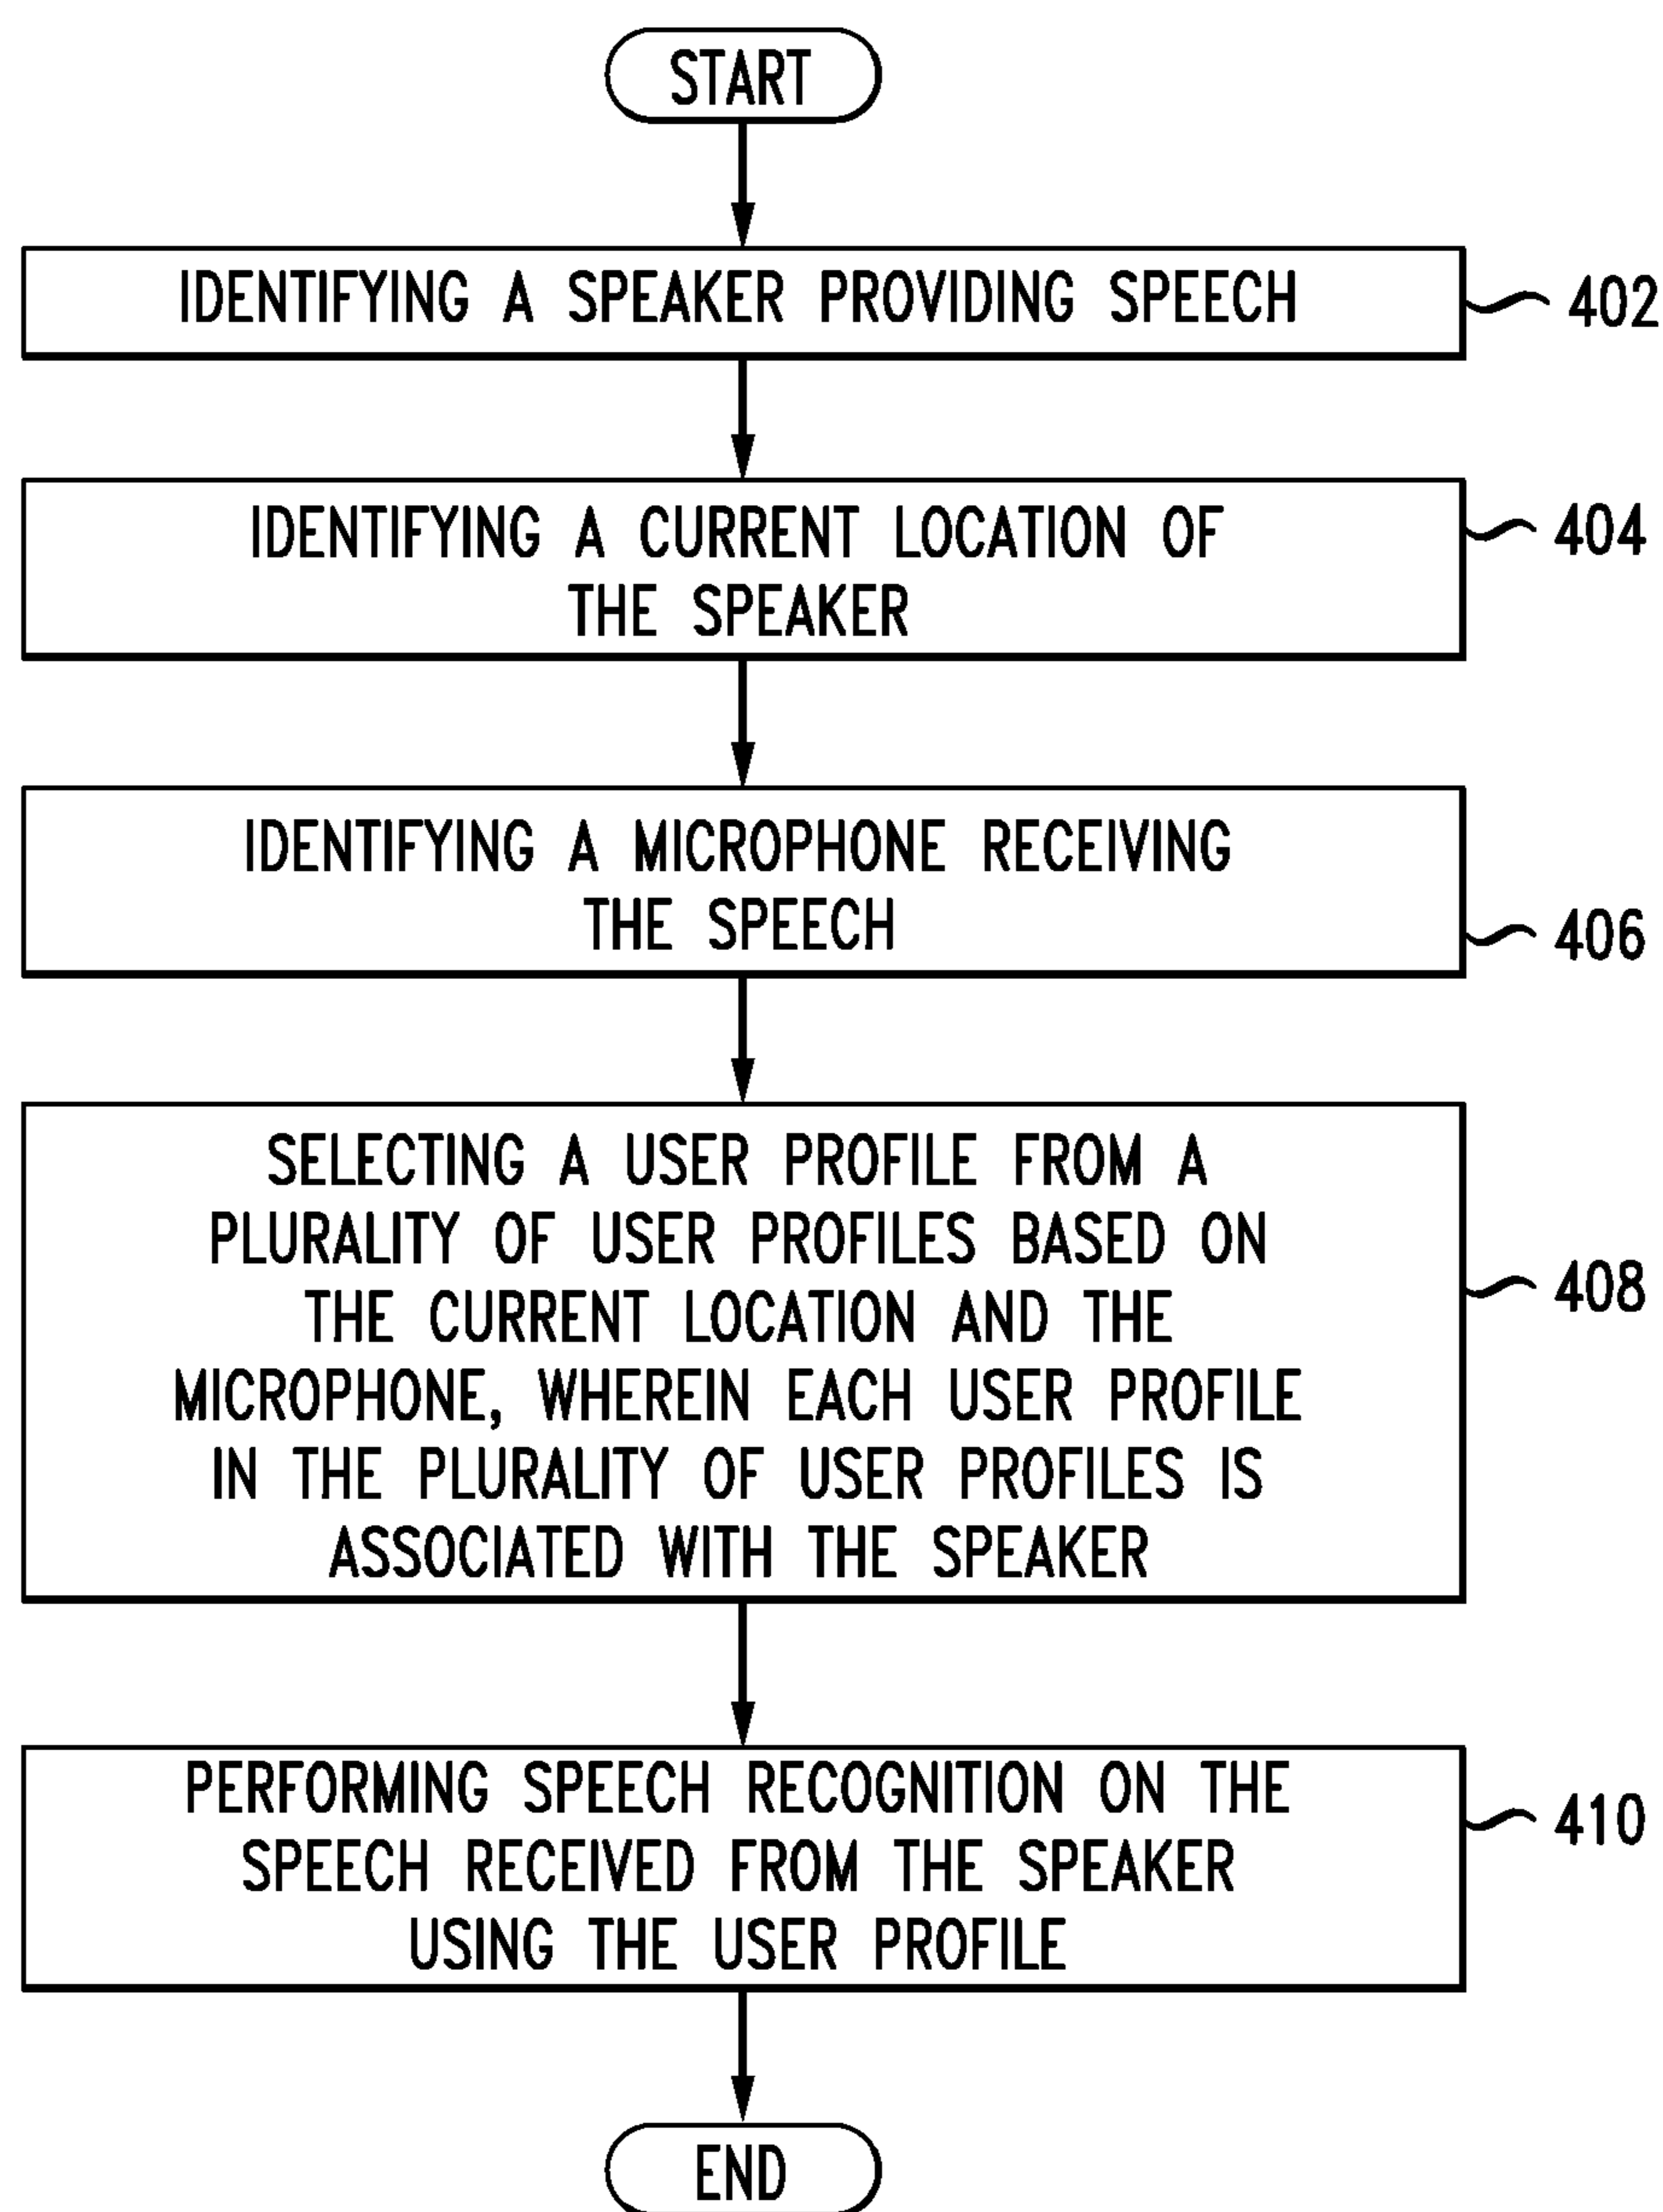 START
IDENTIFYING A SPEAKER PROVIDING SPEECH
402
IDENTIFYING A CURRENT LOCATION OF
THE SPEAKER
404
IDENTIFYING A MICROPHONE RECEIVING
THE SPEECH
406
SELECTING A USER PROFILE FROM A
PLURALITY OF USER PROFILES BASED ON
THE CURRENT LOCATION AND THE
MICROPHONE, WHEREIN EACH USER PROFILE
IN THE PLURALITY OF USER PROFILES IS
ASSOCIATED WITH THE SPEAKER
408
PERFORMING SPEECH RECOGNITION ON THE
SPEECH RECEIVED FROM THE SPEAKER
USING THE USER PROFILE
410
END